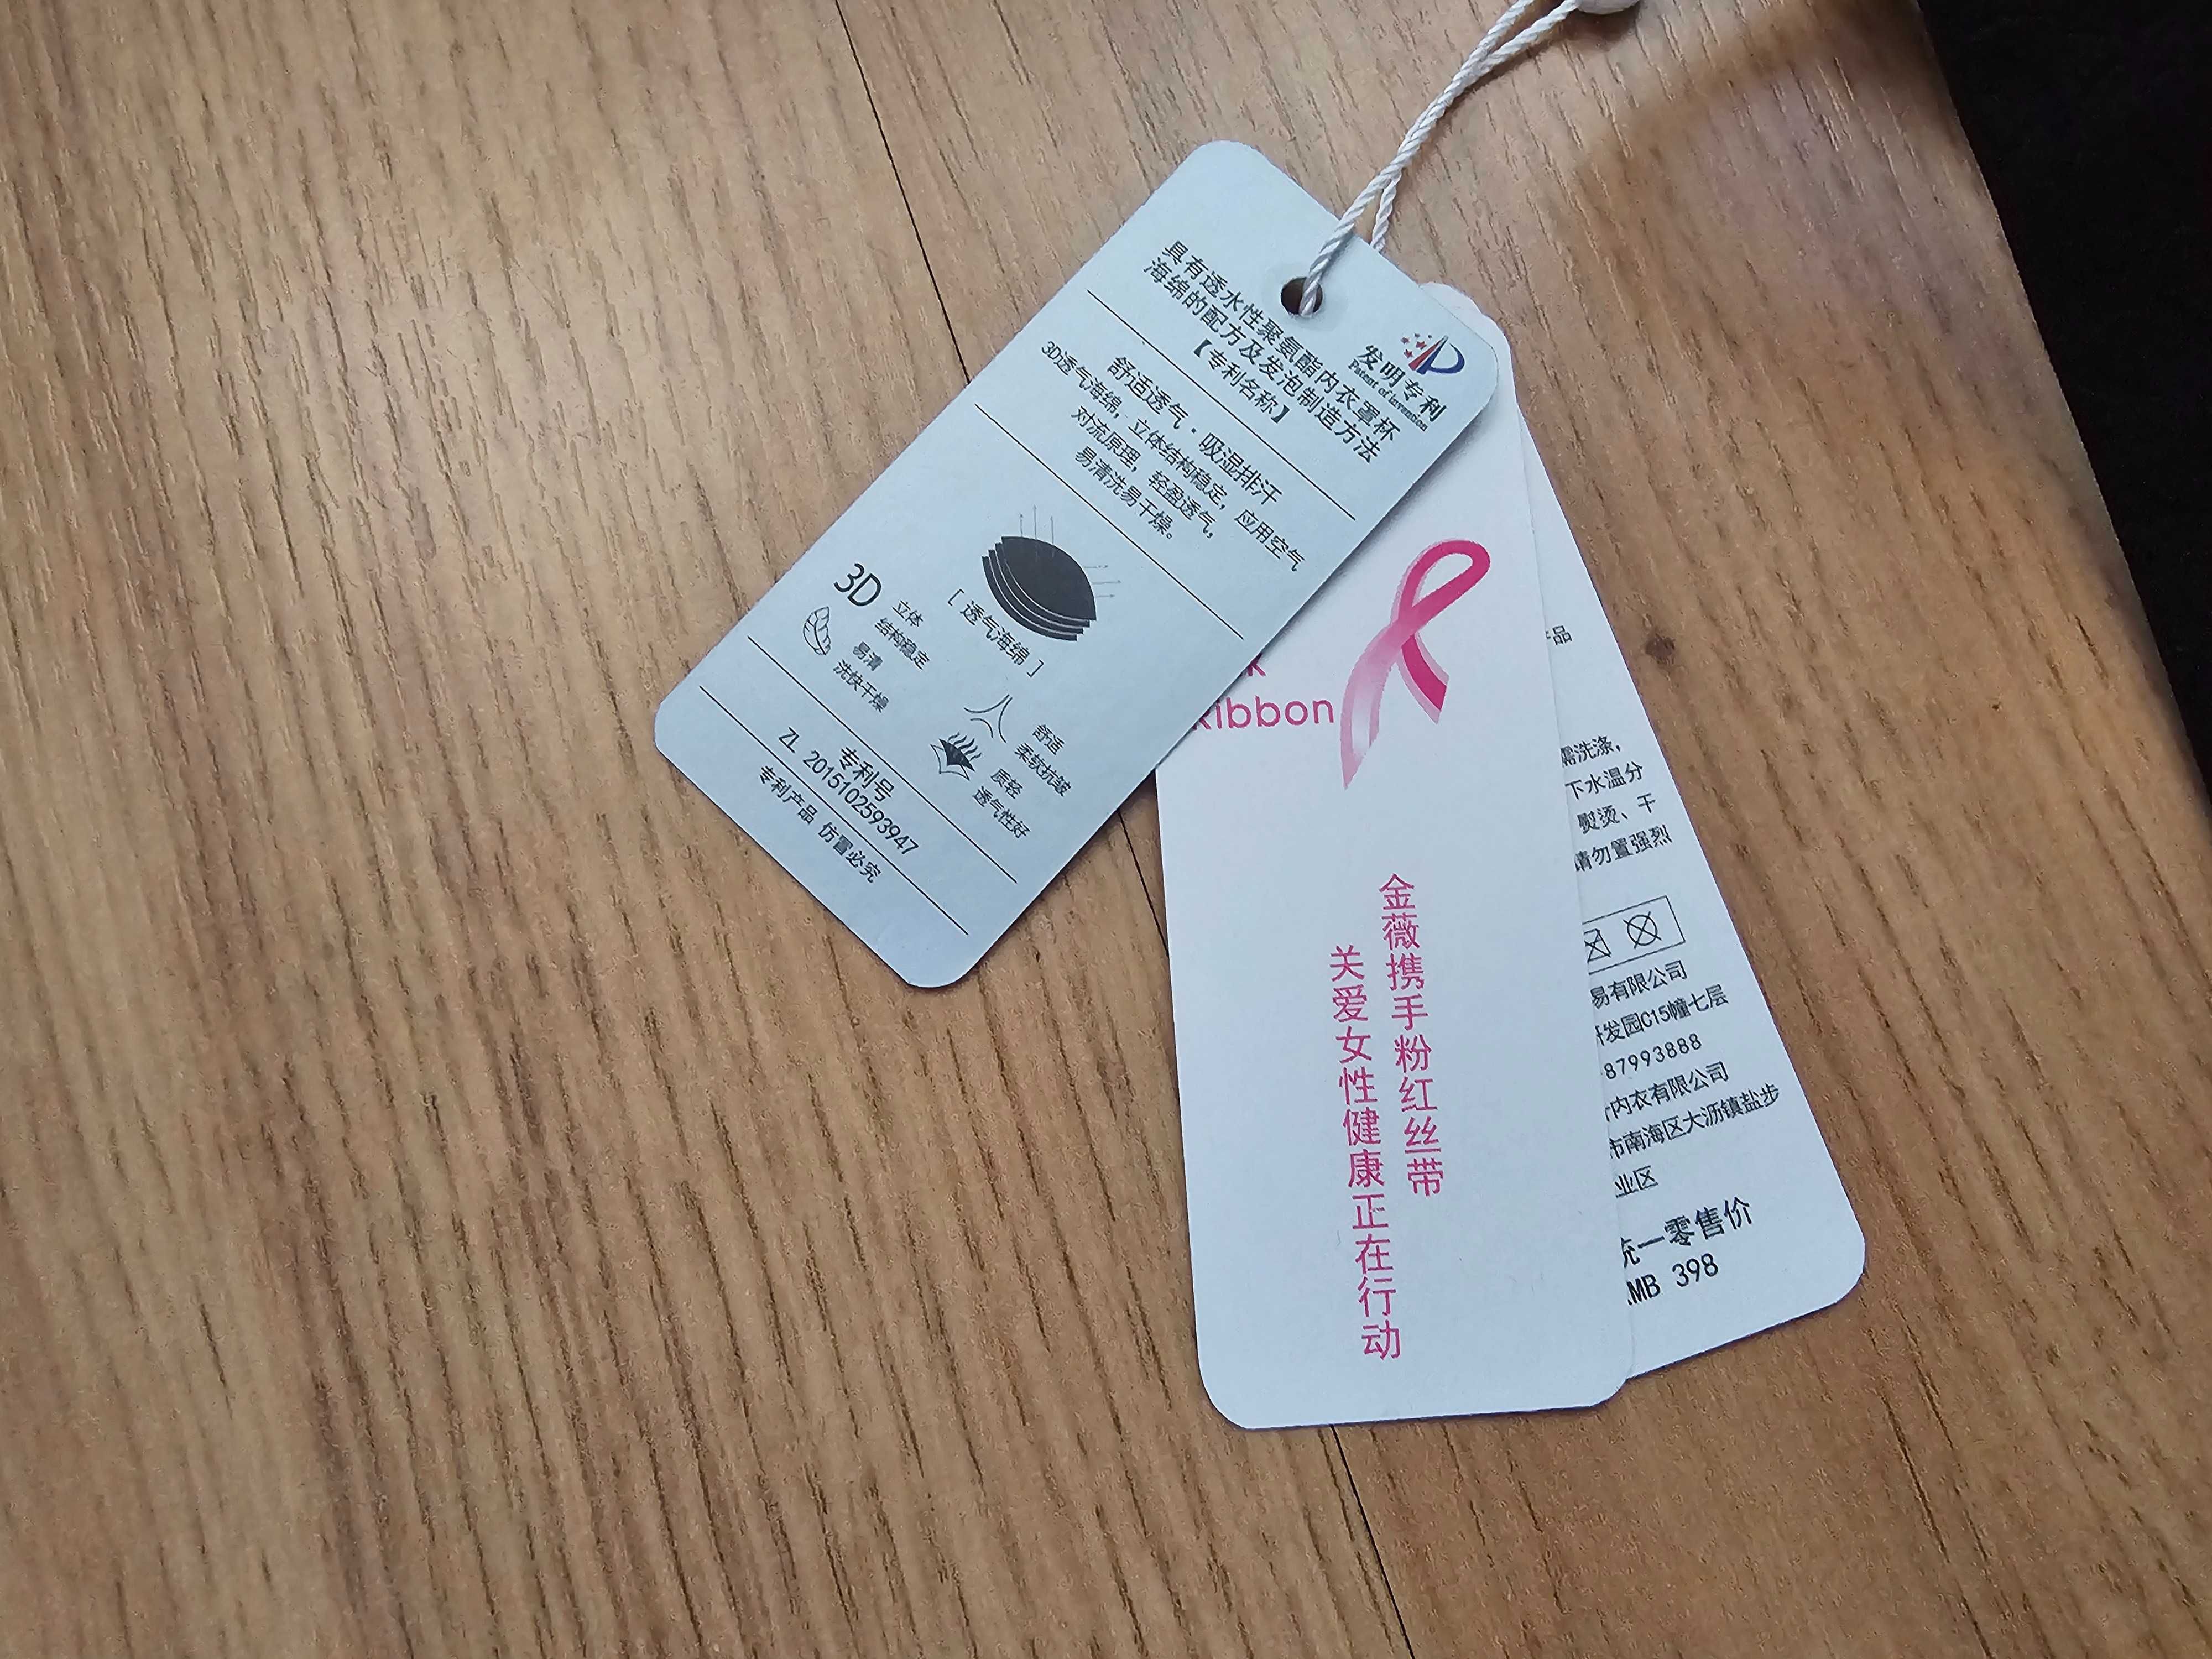 发明专利
Patent of invention
具有透水性聚氨酯内衣罩杯
海绵的配方及发泡制造方法
【专利名称】
舒适透气·吸湿排汗
3D透气海绵，立体结构稳定，应用空气
对流原理，轻盈透气，
易清洗易干燥。
[ 透气海绵 ]
3D
立体
结构稳定
易清
洗快干燥
舒适
柔软抗皱
质轻
透气性好
专利号
ZL 201510259394​7
专利产品 仿冒必究
Ribbon
金薇携手粉红丝带
关爱女性健康正在行动
品
需洗涤，
下水温分
熨烫、干
请勿置强烈
易有限公司
发园C15幢七层
87993888
内衣有限公司
市南海区大沥镇盐步
业区
统一零售价
MB 398